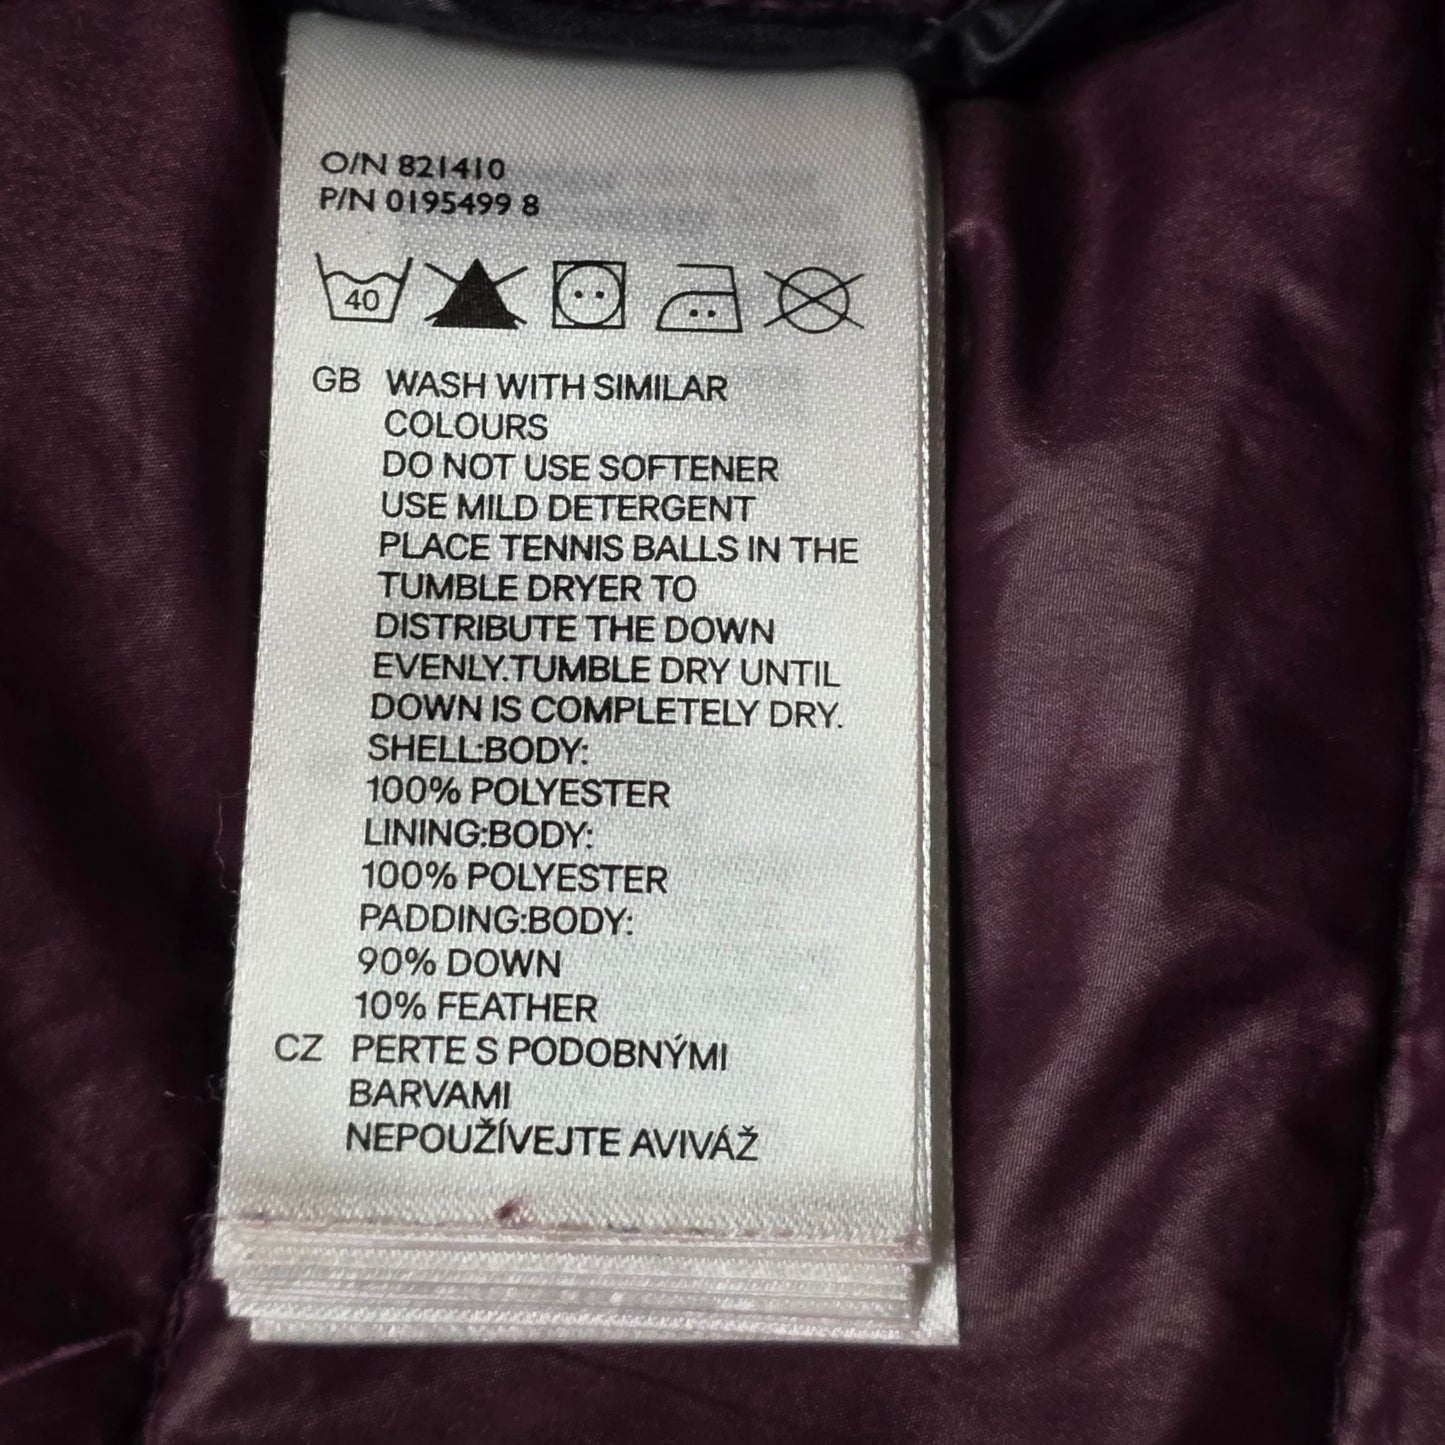 O/N 821410
P/N 0195499 8
40
GB WASH WITH SIMILAR
COLOURS
DO NOT USE SOFTENER
USE MILD DETERGENT
PLACE TENNIS BALLS IN THE
TUMBLE DRYER TO
DISTRIBUTE THE DOWN
EVENLY.TUMBLE DRY UNTIL
DOWN IS COMPLETELY DRY.
SHELL:BODY:
100% POLYESTER
LINING:BODY:
100% POLYESTER
PADDING:BODY:
90% DOWN
10% FEATHER
CZ PERTE S PODOBNÝMI
BARVAMI
NEPOUŽÍVEJTE AVIVÁŽ